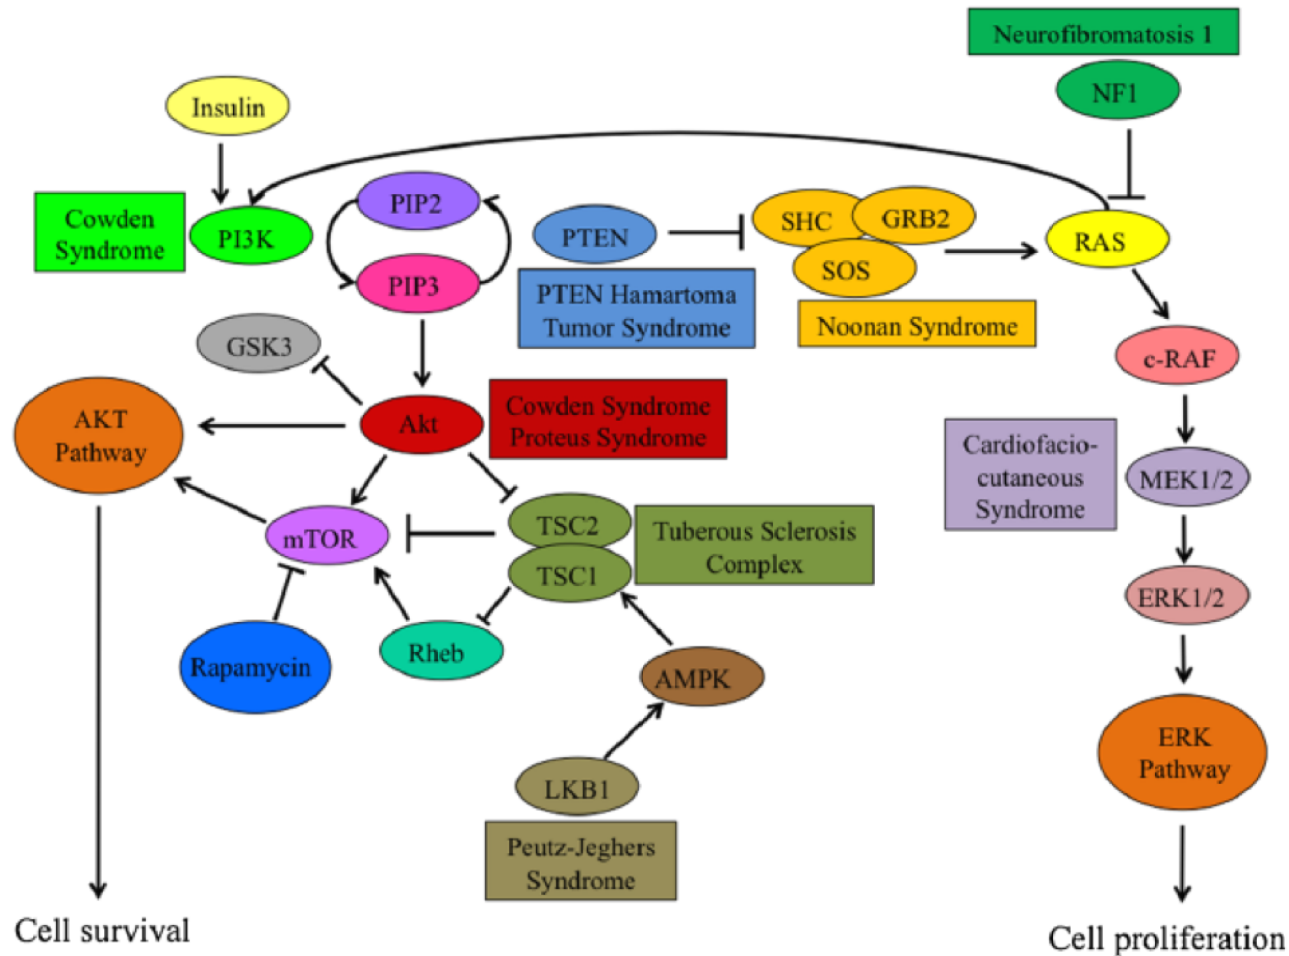 Neurofibromatosis 1
NF1
Insulin
Cowden
Syndrome
PI3K
PIP2
PIP3
PTEN
PTEN Hamartoma
Tumor Syndrome
SHC
GRB2
SOS
Noonan Syndrome
RAS
GSK3
c-RAF
AKT
Pathway
Akt
Cowden Syndrome
Proteus Syndrome
Cardiofacio-
cutaneous
Syndrome
MEK1/2
mTOR
TSC2
TSC1
Tuberous Sclerosis
Complex
ERK1/2
Rapamycin
Rheb
AMPK
ERK
Pathway
LKB1
Peutz-Jeghers
Syndrome
Cell survival
Cell proliferation